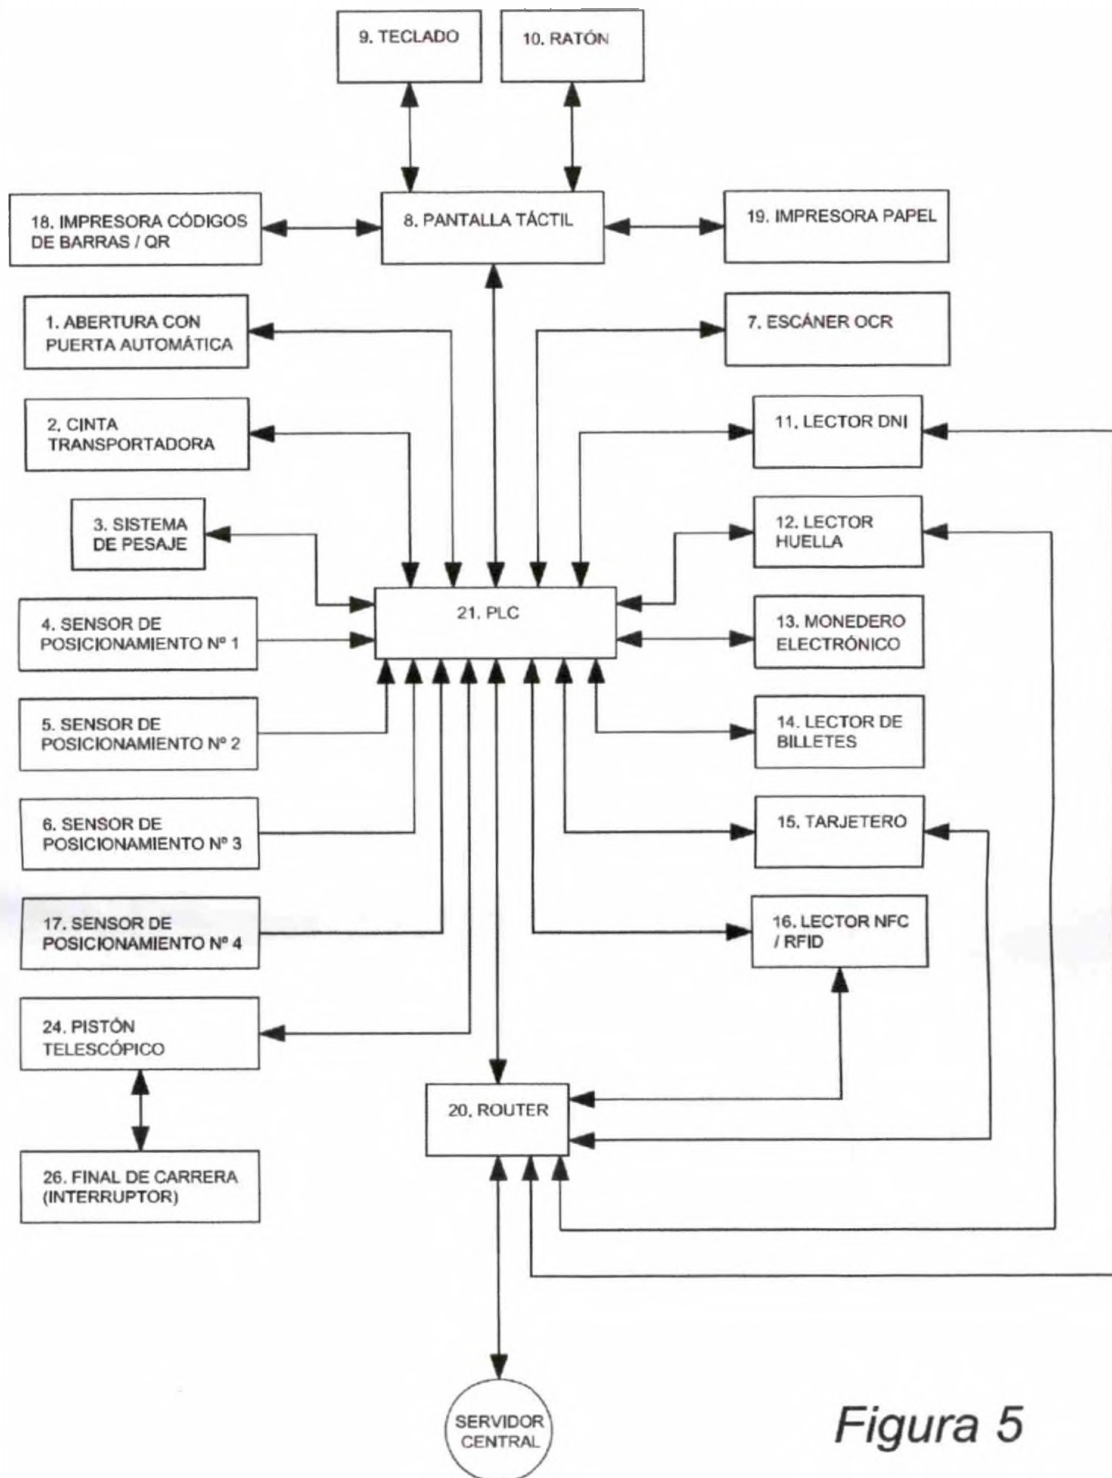 9. TECLADO
10. RATÓN
18. IMPRESORA CÓDIGOS
DE BARRAS / QR
8. PANTALLA TÁCTIL
19. IMPRESORA PAPEL
1. ABERTURA CON
PUERTA AUTOMÁTICA
7. ESCÁNER OCR
2. CINTA
TRANSPORTADORA
11. LECTOR DNI
3. SISTEMA
DE PESAJE
12. LECTOR
HUELLA
21. PLC
4. SENSOR DE
POSICIONAMIENTO Nº 1
13. MONEDERO
ELECTRÓNICO
5. SENSOR DE
POSICIONAMIENTO Nº 2
14. LECTOR DE
BILLETES
6. SENSOR DE
POSICIONAMIENTO Nº 3
15. TARJETERO
17. SENSOR DE
POSICIONAMIENTO Nº 4
16. LECTOR NFC
/ RFID
24. PISTÓN
TELESCÓPICO
20. ROUTER
26. FINAL DE CARRERA
(INTERRUPTOR)
SERVIDOR
CENTRAL
Figura 5